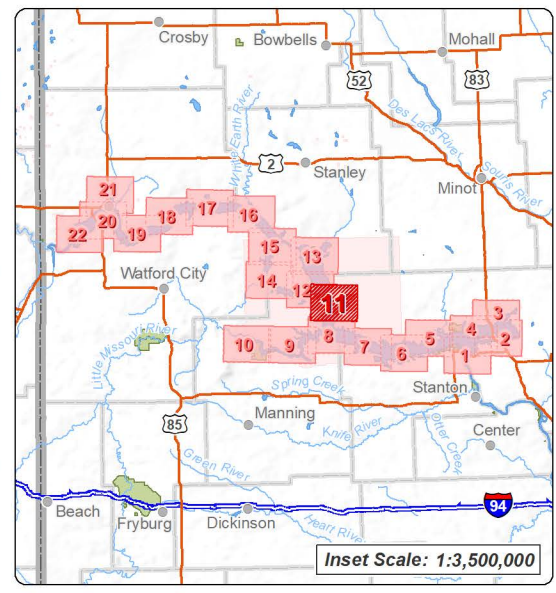 Crosby
Bowbells
Mohall
52
83
Des Lacs River
White Earth River
2
Stanley
Minot
Souris River
21
17
18
16
20
22
19
15
13
14
12
11
Watford City
Little Missouri River
3
4
2
5
1
8
7
6
9
10
Spring Creek
Stanton
Manning
Knife River
Otter Creek
Center
85
Green River
94
Beach
Fryburg
Dickinson
Heart River
Inset Scale: 1:3,500,000